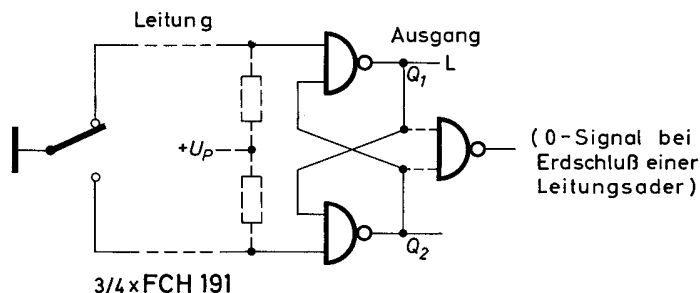 Leitung
Ausgang
L
Q1
+UP
(0-Signal bei
Erdschluß einer
Leitungsader)
Q2
3/4×FCH 191